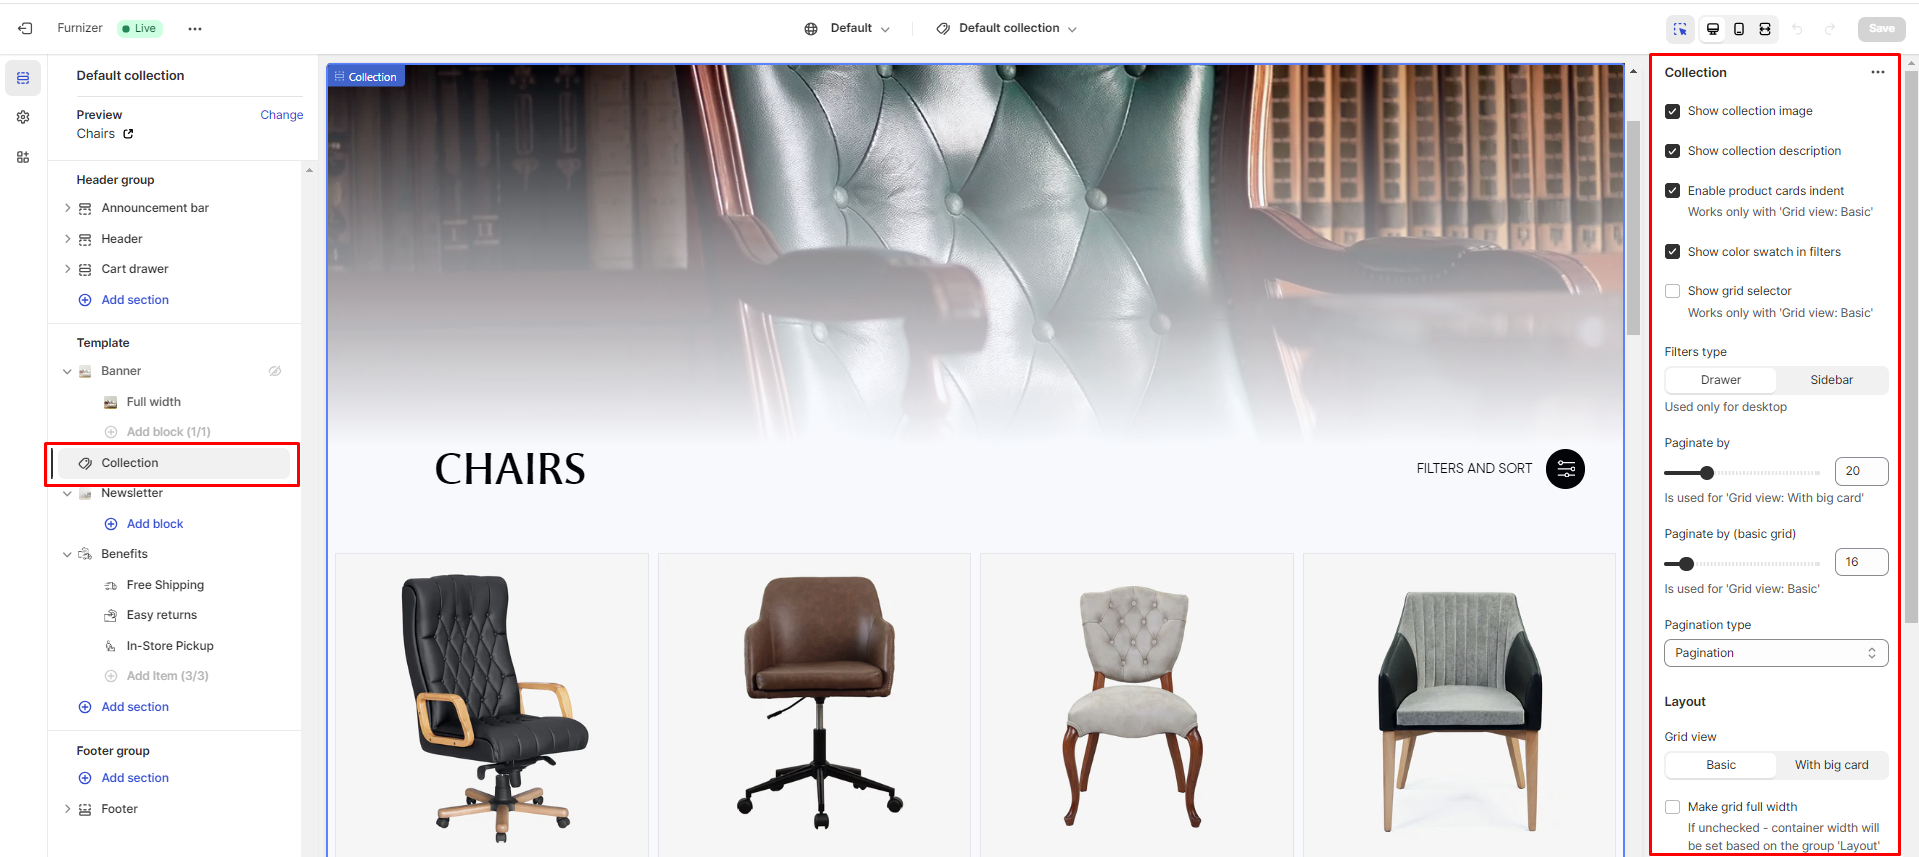 Furnizer
Live
Default
Default collection
Save
Default collection
Preview
Change
Chairs
Header group
Announcement bar
Header
Cart drawer
Add section
Template
Banner
Full width
Add block (1/1)
Collection
Newsletter
Add block
Benefits
Free Shipping
Easy returns
In-Store Pickup
Add Item (3/3)
Add section
Footer group
Add section
Footer
Collection
CHAIRS
FILTERS AND SORT
Collection
Show collection image
Show collection description
Enable product cards indent
Works only with 'Grid view: Basic'
Show color swatch in filters
Show grid selector
Works only with 'Grid view: Basic'
Filters type
Drawer
Sidebar
Used only for desktop
Paginate by
20
Is used for 'Grid view: With big card'
Paginate by (basic grid)
16
Is used for 'Grid view: Basic'
Pagination type
Pagination
Layout
Grid view
Basic
With big card
Make grid full width
If unchecked - container width will
be set based on the group 'Layout'